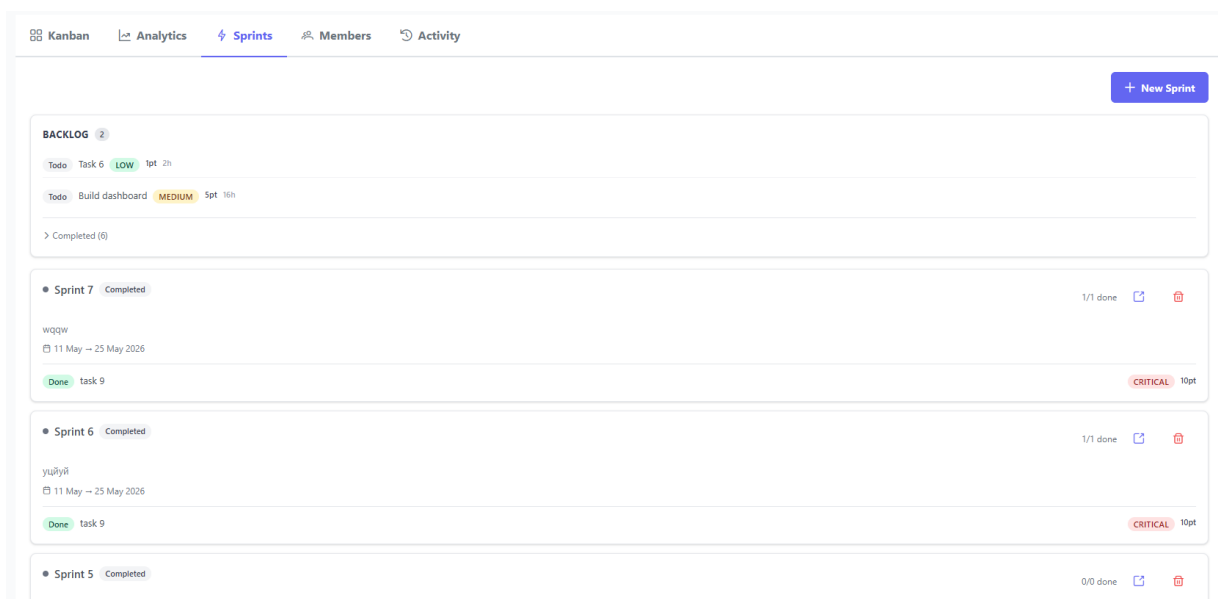 Kanban Analytics Sprints Members Activity
+ New Sprint
BACKLOG 2
Todo Task 6 LOW 1pt 2h
Todo Build dashboard MEDIUM 5pt 16h
> Completed (6)
Sprint 7 Completed
1/1 done
wqqw
11 May → 25 May 2026
Done task 9 CRITICAL 10pt
Sprint 6 Completed
1/1 done
уцйуй
11 May → 25 May 2026
Done task 9 CRITICAL 10pt
Sprint 5 Completed
0/0 done